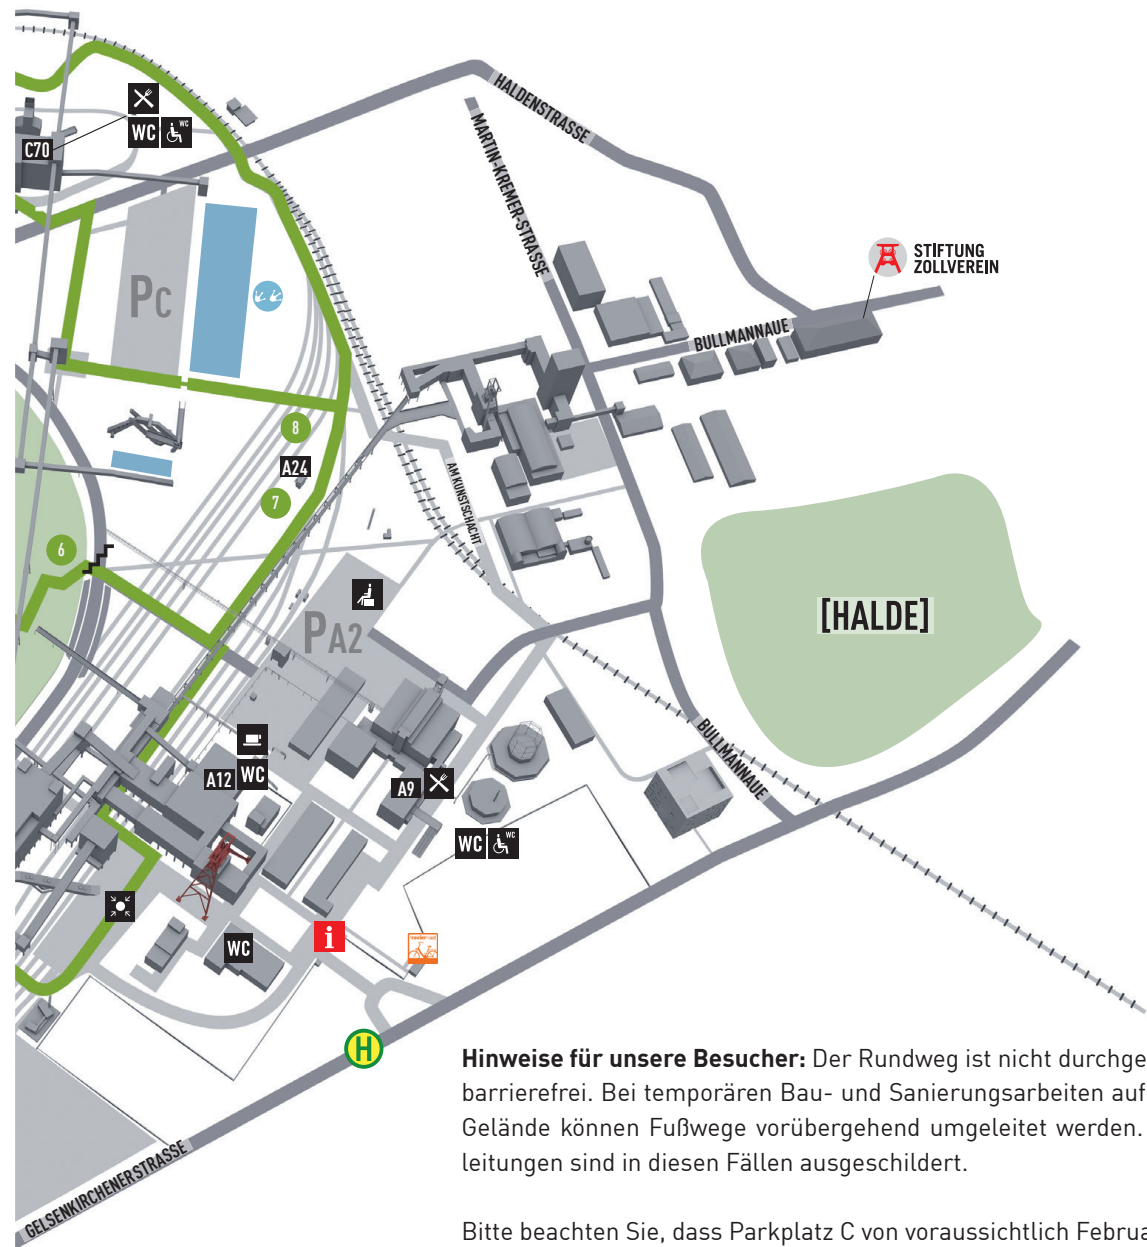 HALDENSTRASSE
MARTIN-KREMER-STRASSE
WC
WC
C70
STIFTUNG
ZOLLVEREIN
PC
BULLMANNAUE
8
A24
7
AM KUNSTSCHACHT
6
[HALDE]
PA2
BULLMANNAUE
A12
WC
A9
WC
WC
WC
i
H
GELSENKIRCHENERSTRASSE
Hinweise für unsere Besucher: Der Rundweg ist nicht durchge
barrierefrei. Bei temporären Bau- und Sanierungsarbeiten auf
Gelände können Fußwege vorübergehend umgeleitet werden.
leitungen sind in diesen Fällen ausgeschildert.
Bitte beachten Sie, dass Parkplatz C von voraussichtlich Februa